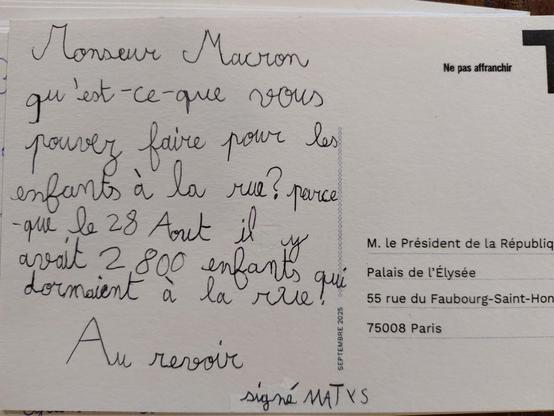 Monseur Macron
qu'est-ce-que vous
pouvez faire pour les
enfants à la rue? parce
-que le 28 Aout il y
avait 2 800 enfants qui
dormaient à la rue!
Au revoir
signé MATYS
Ne pas affranchir
M. le Président de la Républiq
Palais de l'Élysée
55 rue du Faubourg-Saint-Hon
75008 Paris
SEPTEMBRE 2025